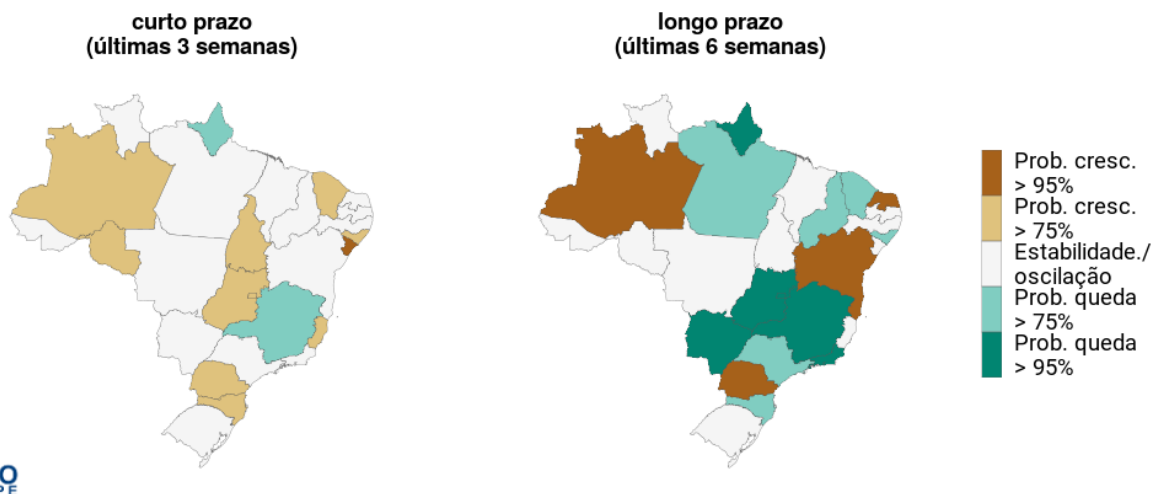 curto prazo
(últimas 3 semanas)
longo prazo
(últimas 6 semanas)
Prob. cresc.
> 95%
Prob. cresc.
> 75%
Estabilidade./
oscilação
Prob. queda
> 75%
Prob. queda
> 95%